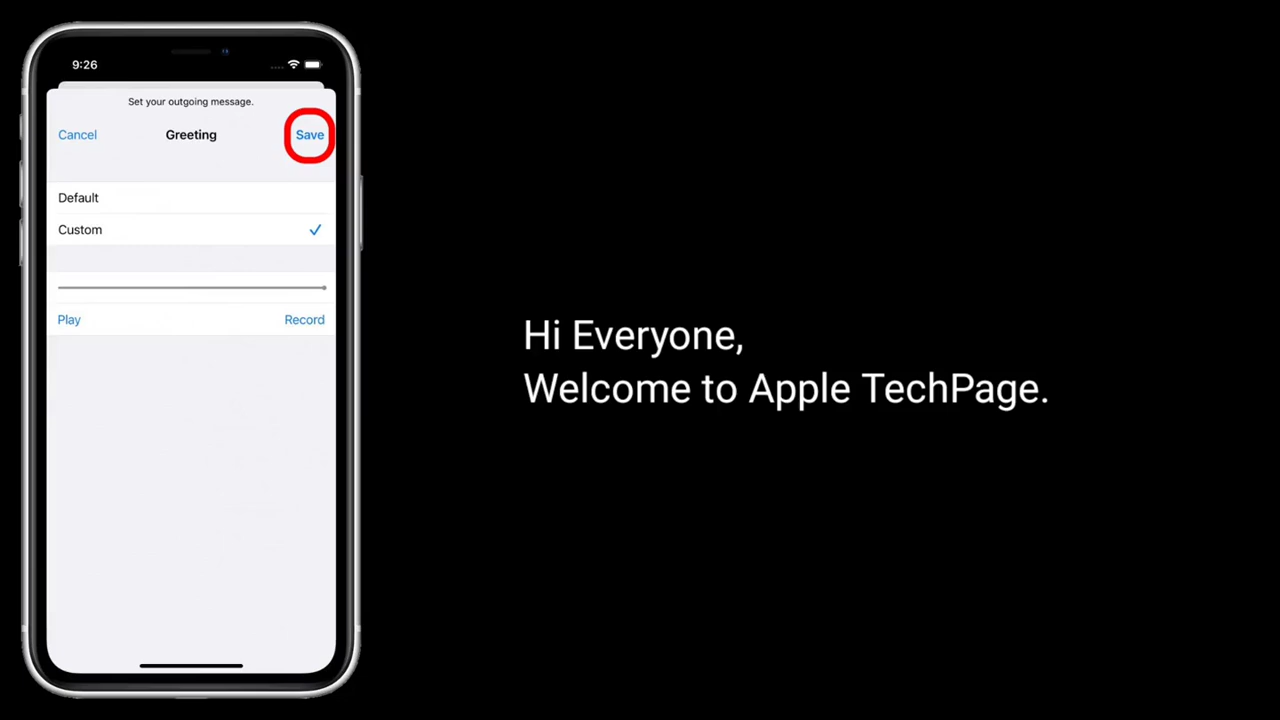 9:26
Set your outgoing message.
Cancel Greeting Save
Default
Custom
Play Record
Hi Everyone,
Welcome to Apple TechPage.